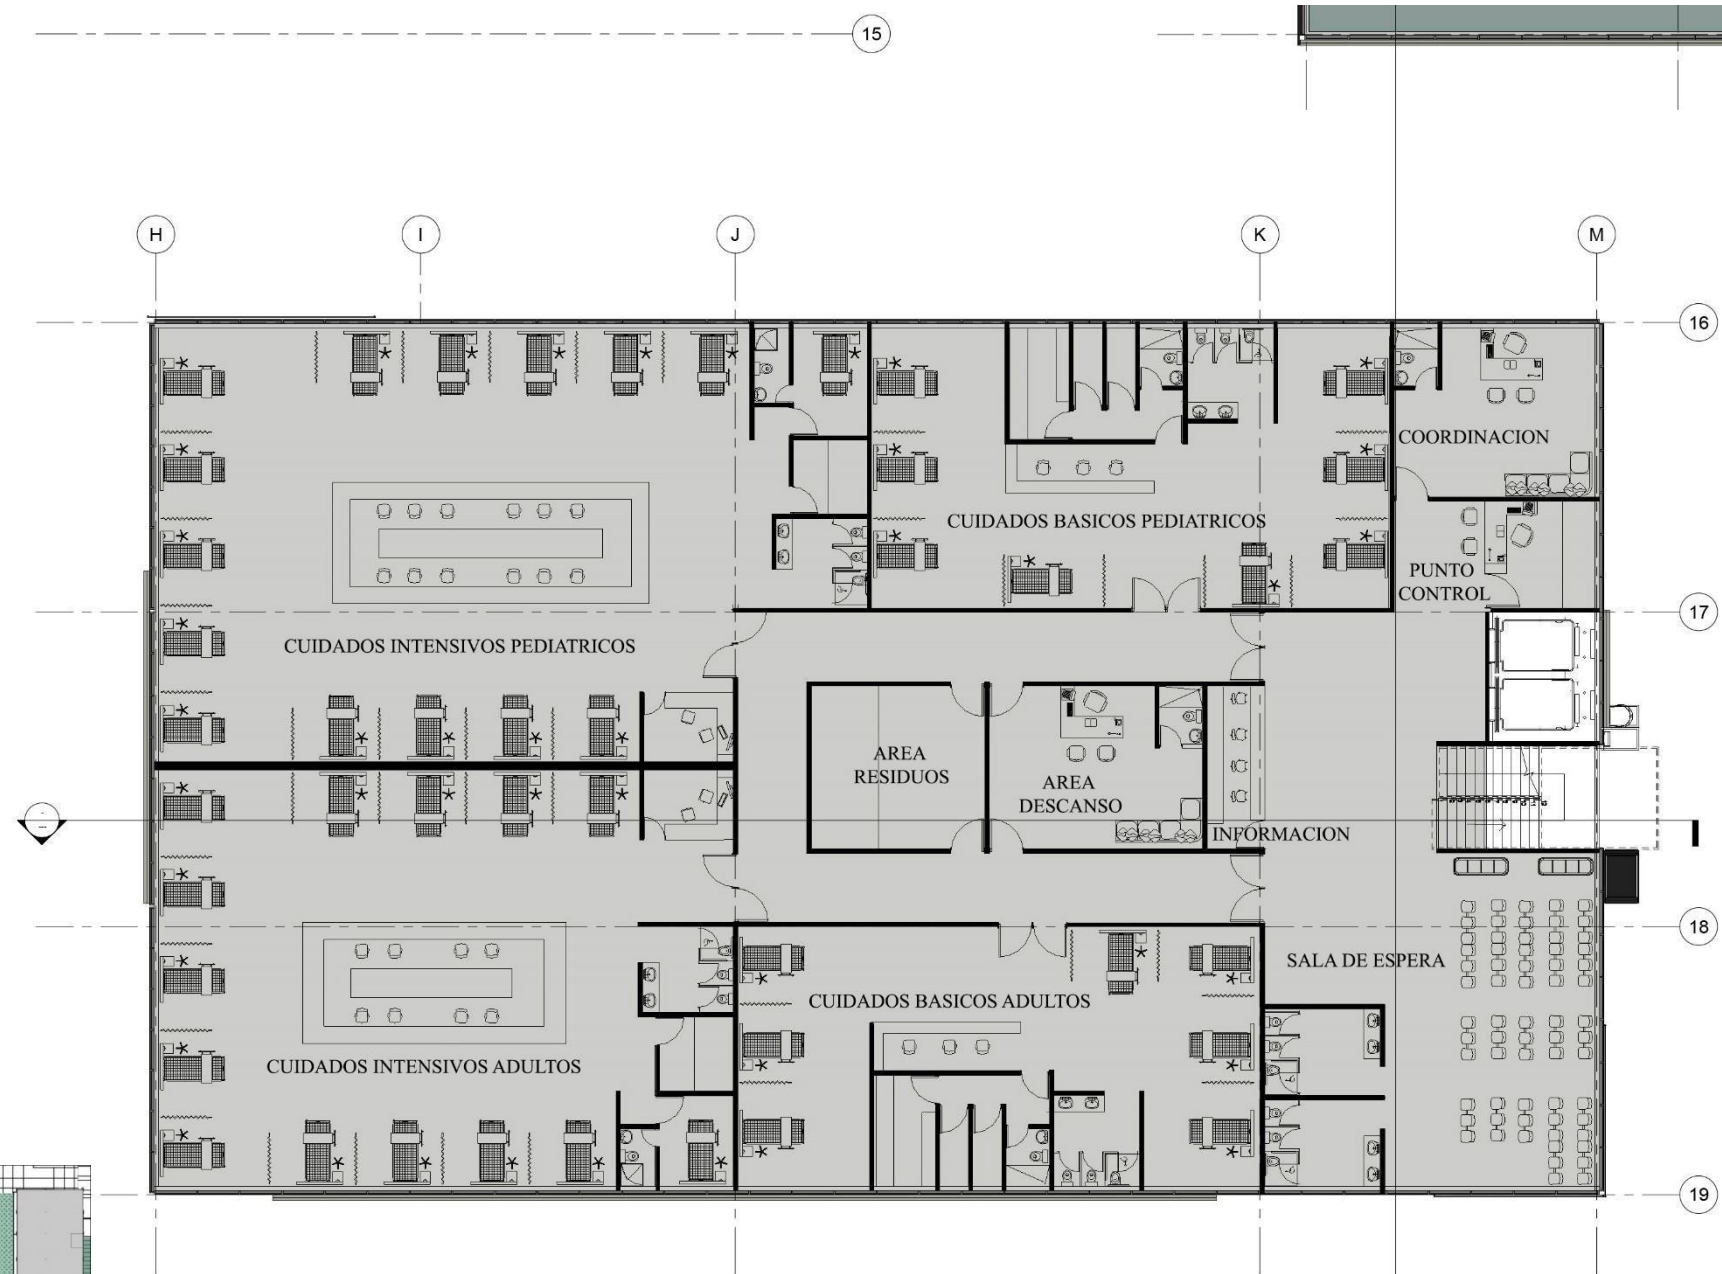 15
H
I
J
K
M
16
COORDINACION
CUIDADOS BASICOS PEDIATRICOS
PUNTO
CONTROL
17
CUIDADOS INTENSIVOS PEDIATRICOS
AREA
RESIDUOS
AREA
DESCANSO
INFORMACION
18
SALA DE ESPERA
CUIDADOS BASICOS ADULTOS
CUIDADOS INTENSIVOS ADULTOS
19